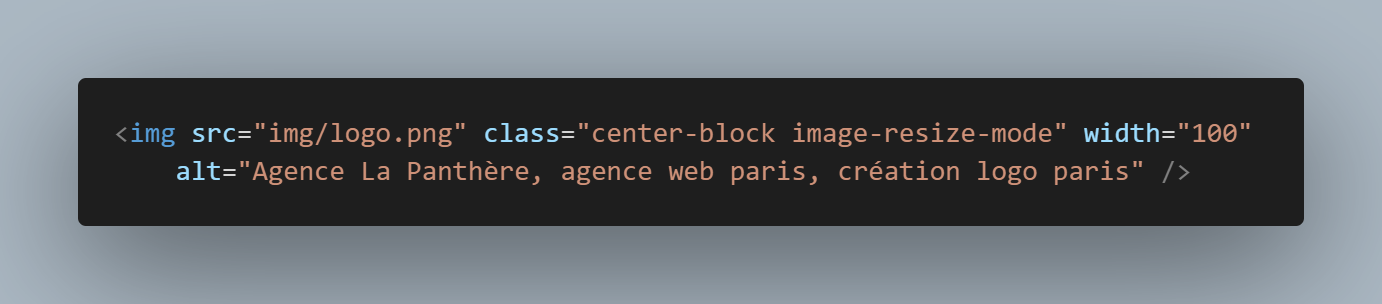 <img src="img/logo.png" class="center-block image-resize-mode" width="100"
alt="Agence La Panthère, agence web paris, création logo paris" />